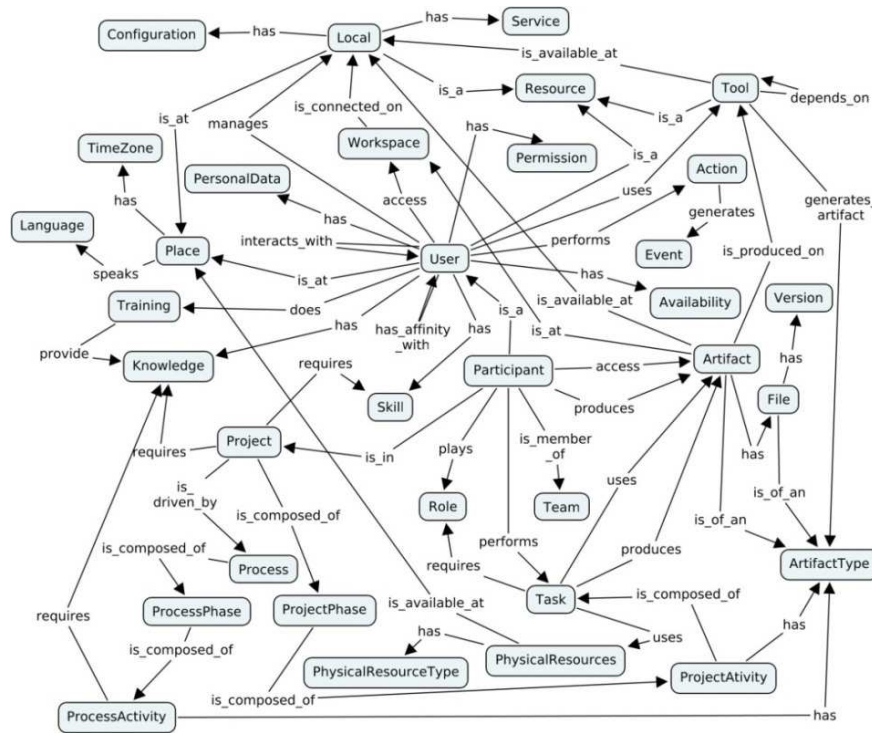 Service
Configuration
has
has
Local
is_available_at
is_a
Resource
Tool
depends_on
is_connected_on
is_a
is_at
manages
has
TimeZone
Workspace
Permission
is_a
PersonalData
Action
access
uses
has
has
generates_
artifact
Language
performs
generates
interacts_with
Place
User
Event
is_produced_on
speaks
is_at
has
Training
does
is_available_at
Availability
Version
has
has_affinity
_with
has
is_a
is_at
provide
requires
Artifact
has
Knowledge
Participant
access
Skill
produces
File
Project
is_member
_of
requires
is_in
plays
has
is_
driven_by
uses
is_of_an
Role
Team
is_composed_of
is_of_an
is_composed_of
performs
produces
Process
requires
ArtifactType
ProcessPhase
ProjectPhase
is_available_at
Task
is_composed_of
requires
has
uses
has
is_composed_of
PhysicalResourceType
PhysicalResources
ProjectAtivity
is_composed_of
ProcessActivity
has